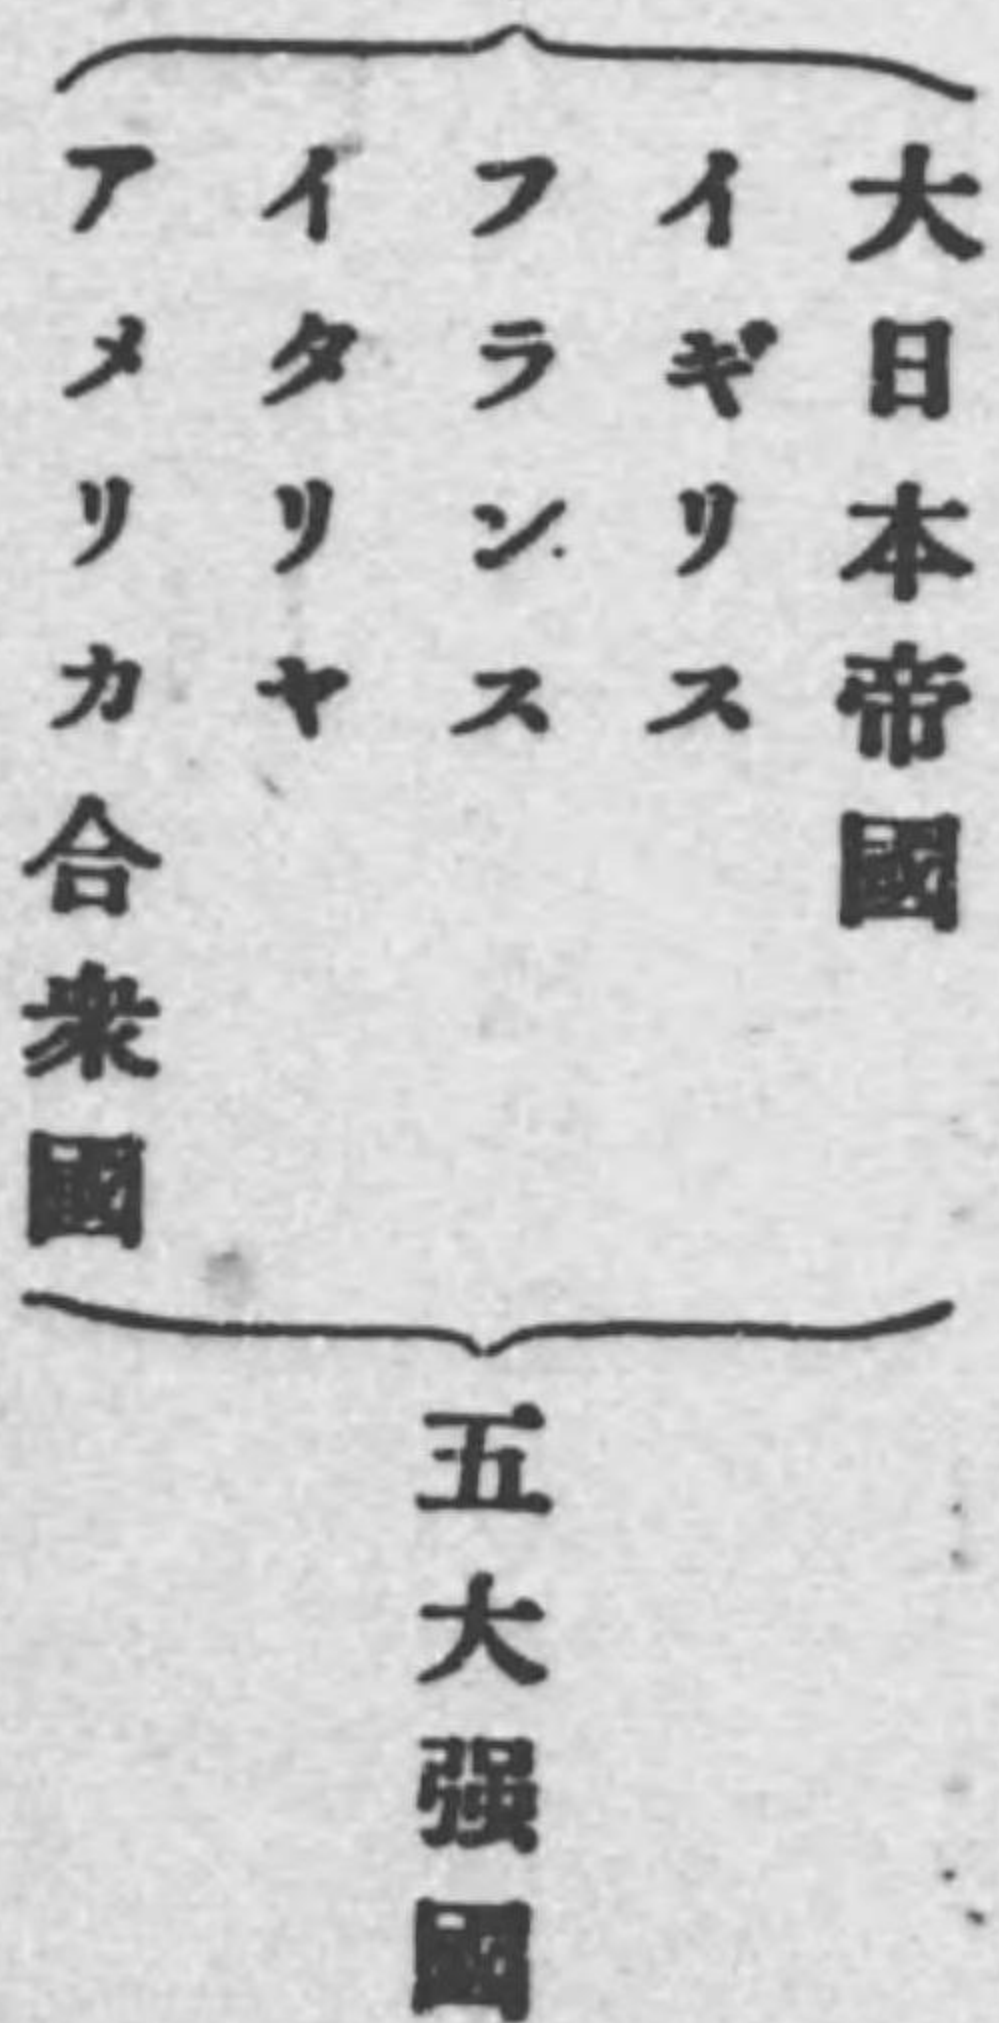 大日本帝國
イギリス
フランス
イタリヤ
アメリカ合衆國
五大强國